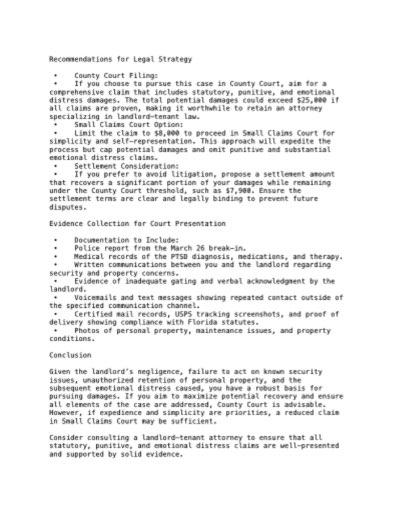 Recommendations for Legal Strategy
• County Court Filing:
• If you choose to pursue this case in County Court, aim for a
comprehensive claim that includes statutory, punitive, and emotional
distress damages. The total potential damages could exceed $25,000 if
all claims are proven, making it worthwhile to retain an attorney
specializing in landlord-tenant law.
• Small Claims Court Option:
• Limit the claim to $8,000 to proceed in Small Claims Court for
simplicity and self-representation. This approach will expedite the
process but cap potential damages and omit punitive and substantial
emotional distress claims.
• Settlement Consideration:
• If you prefer to avoid litigation, propose a settlement amount
that recovers a significant portion of your damages while remaining
under the County Court threshold, such as $7,900. Ensure the
settlement terms are clear and legally binding to prevent future
disputes.
Evidence Collection for Court Presentation
• Documentation to Include:
• Police report from the March 26 break-in.
• Medical records of the PTSD diagnosis, medications, and therapy.
• Written communications between you and the landlord regarding
security and property concerns.
• Evidence of inadequate gating and verbal acknowledgment by the
landlord.
• Voicemails and text messages showing repeated contact outside of
the specified communication channel.
• Certified mail records, USPS tracking screenshots, and proof of
delivery showing compliance with Florida statutes.
• Photos of personal property, maintenance issues, and property
conditions.
Conclusion
Given the landlord's negligence, failure to act on known security
issues, unauthorized retention of personal property, and the
subsequent emotional distress caused, you have a robust basis for
pursuing damages. If you aim to maximize potential recovery and ensure
all elements of the case are addressed, County Court is advisable.
However, if expedience and simplicity are priorities, a reduced claim
in Small Claims Court may be sufficient.
Consider consulting a landlord-tenant attorney to ensure that all
statutory, punitive, and emotional distress claims are well-presented
and supported by solid evidence.